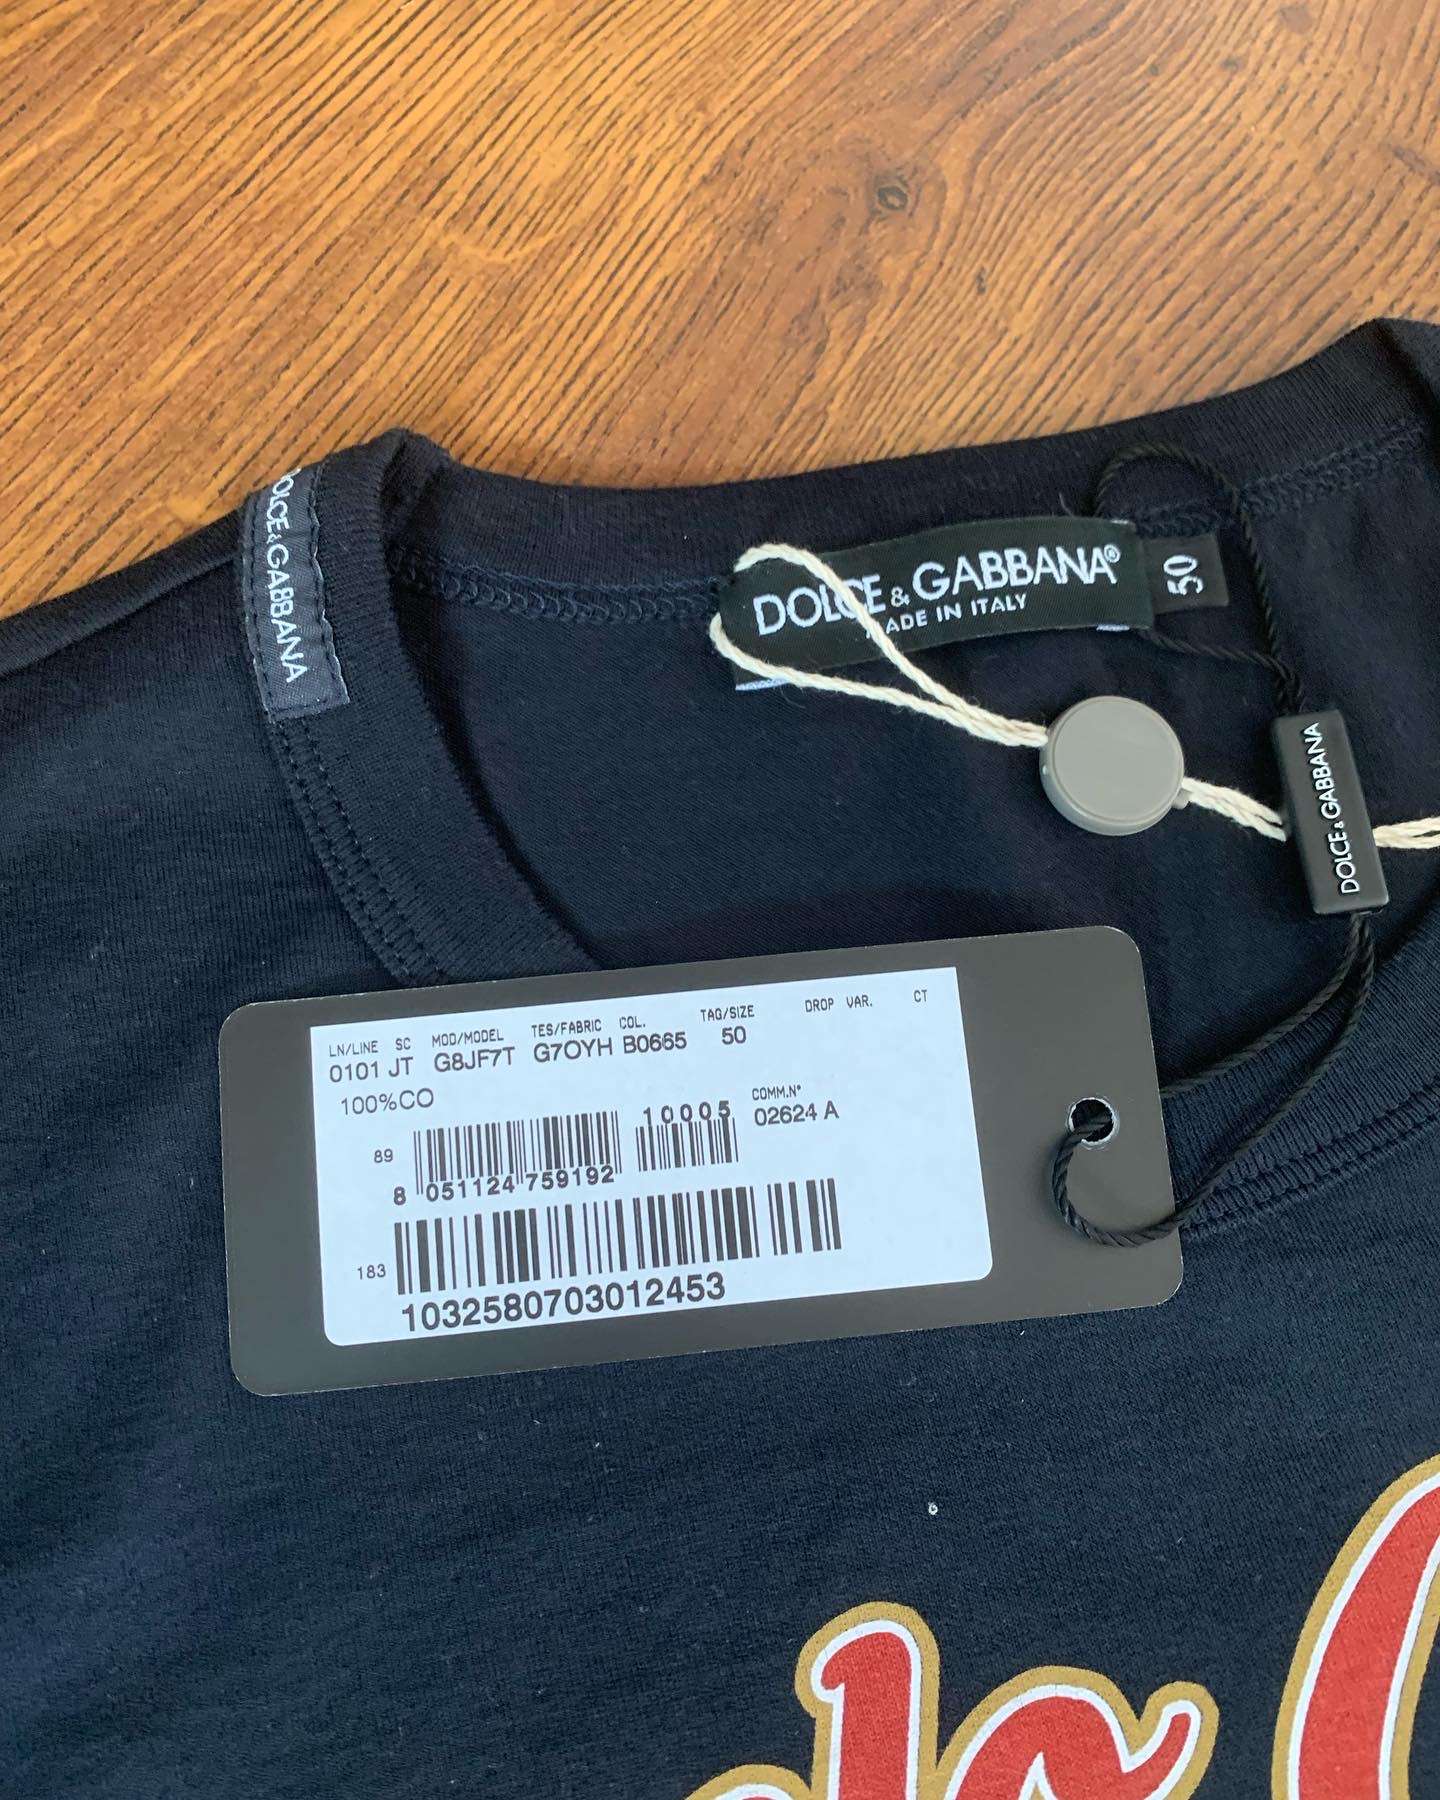 DOLCE & GABBANA
DOLCE & GABBANA®
MADE IN ITALY
50
DOLCE & GABBANA
LN/LINE SC MOD/MODEL TES/FABRIC COL. TAG/SIZE DROP VAR. CT
0101 JT G8JF7T G7OYH B0665 50
100%CO
10005
COMM.N°
02624 A
89
8 051124 759192
183
1032580703012453